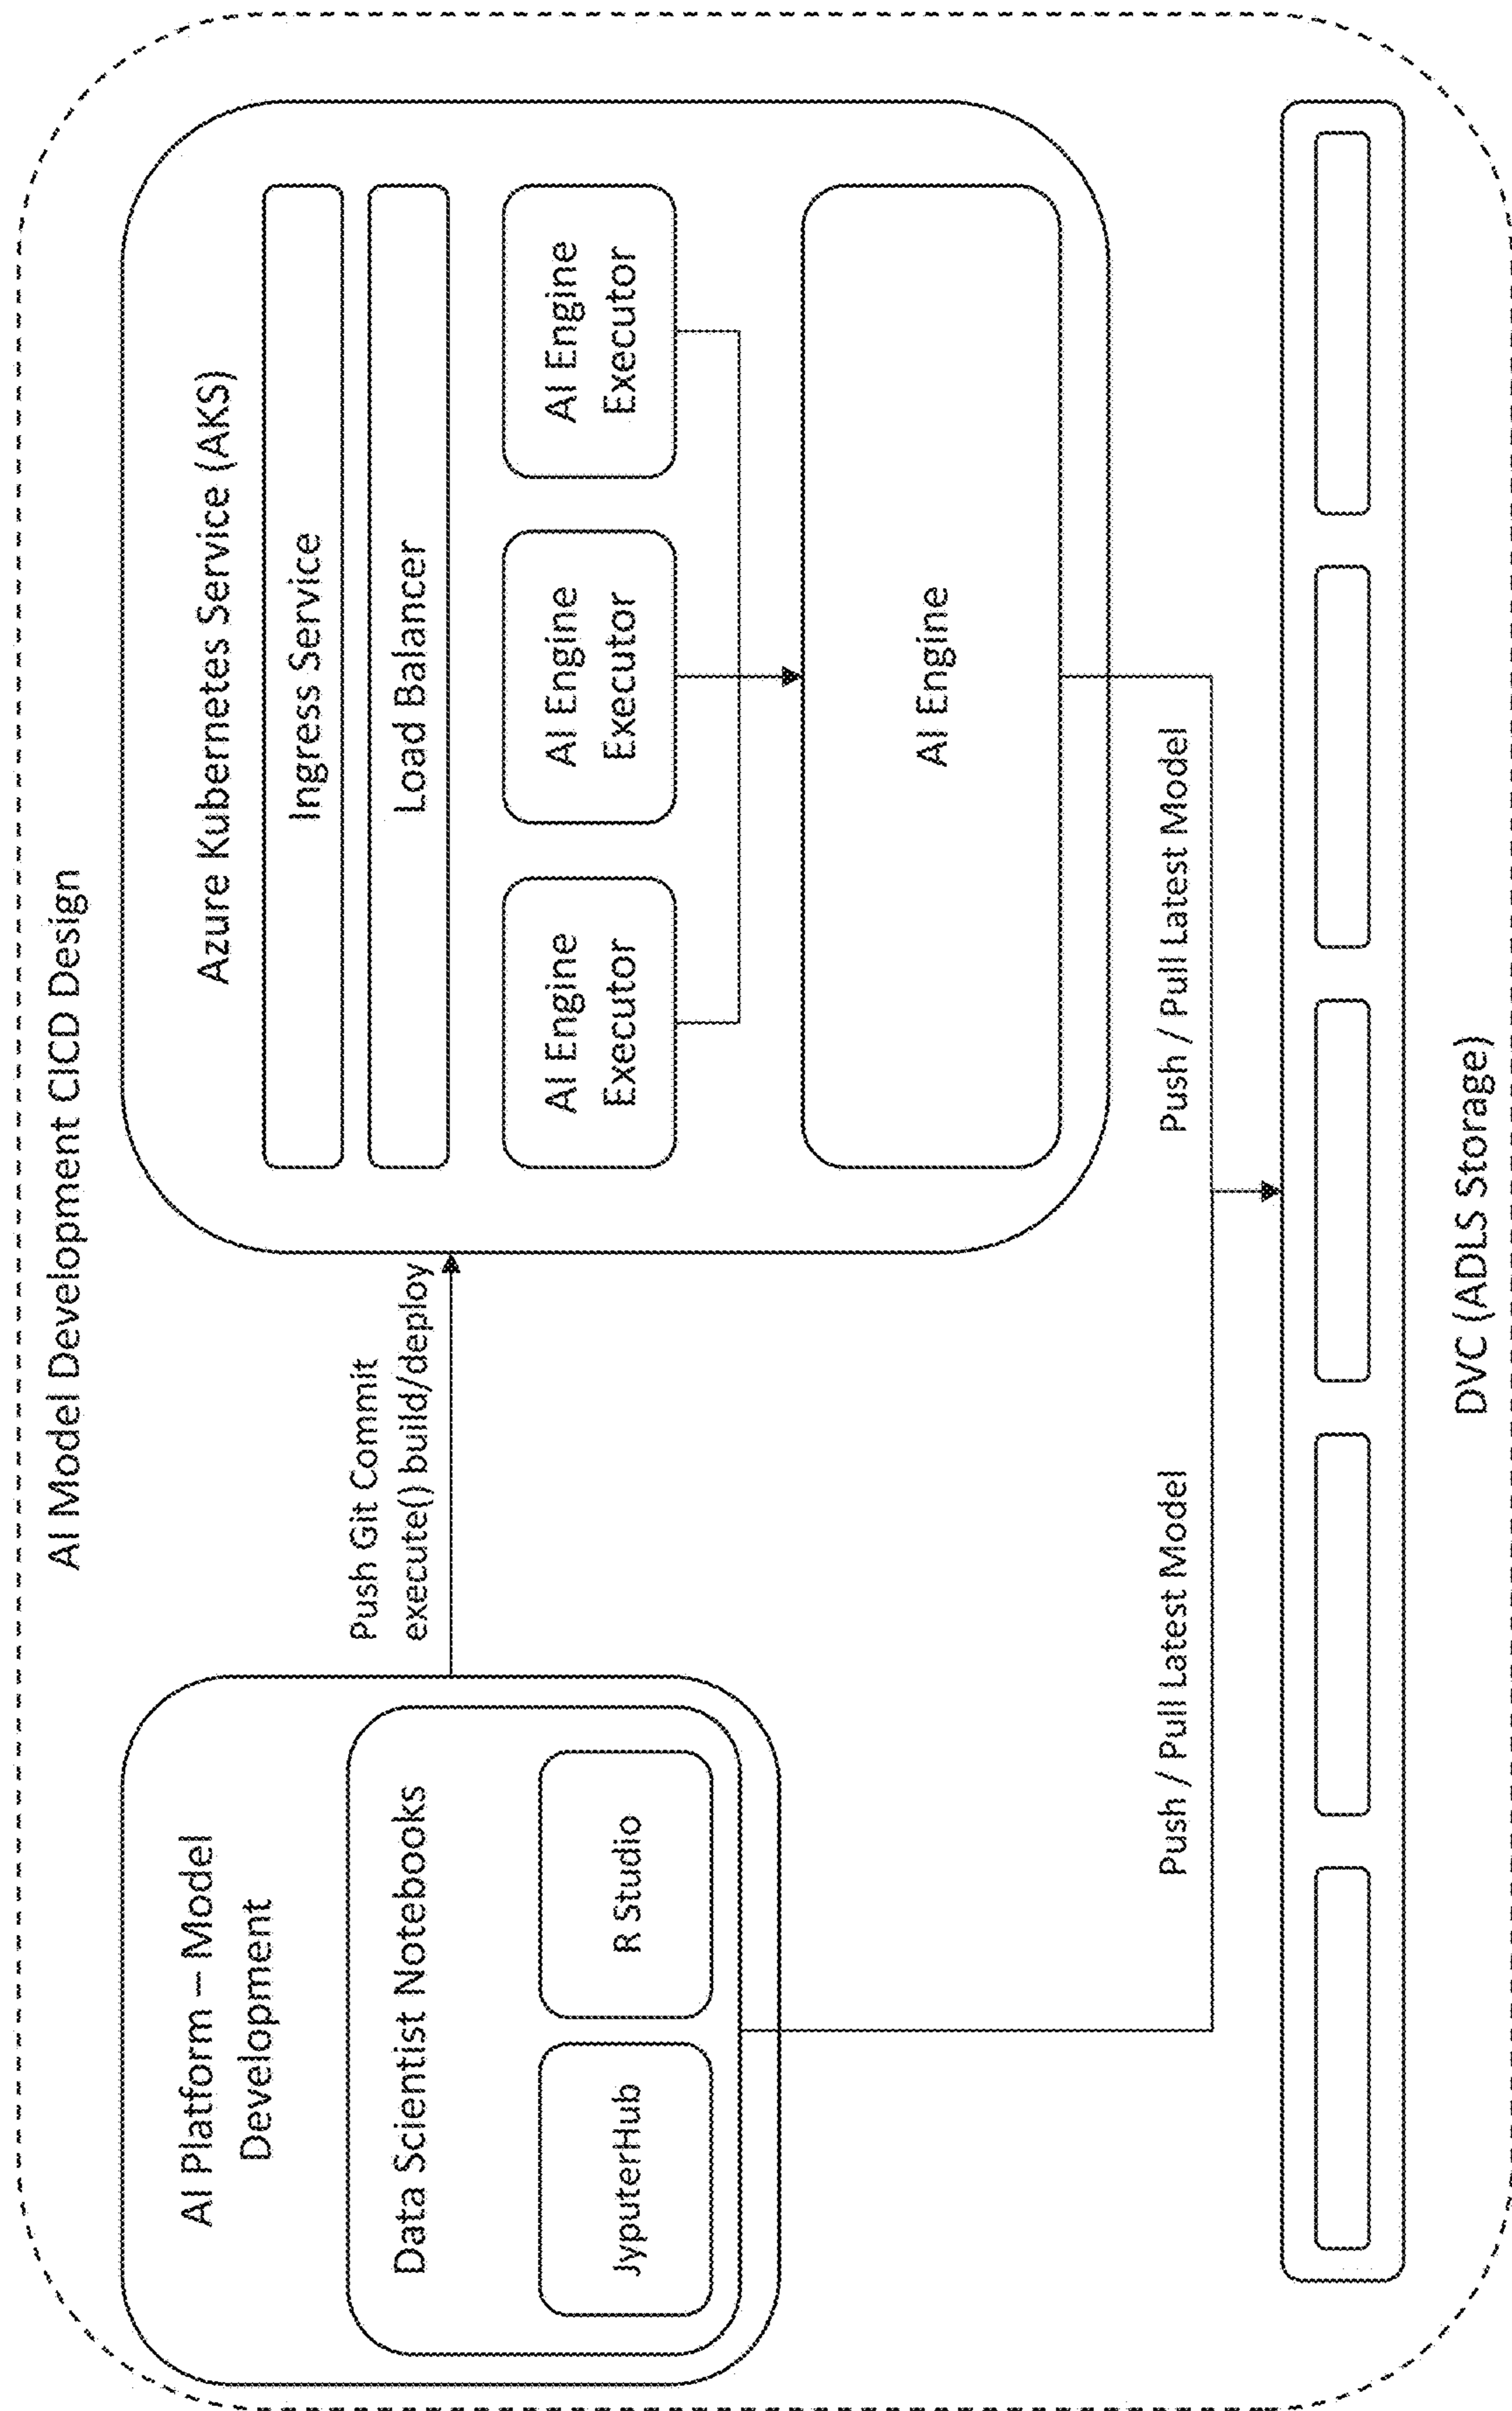 AI Model Development CICD Design
AI Platform – Model
Development
Data Scientist Notebooks
JyputerHub
R Studio
Push Git Commit
execute() build/deploy
Azure Kubernetes Service (AKS)
Ingress Service
Load Balancer
AI Engine
Executor
AI Engine
Executor
AI Engine
Executor
AI Engine
Push / Pull Latest Model
Push / Pull Latest Model
DVC (ADLS Storage)